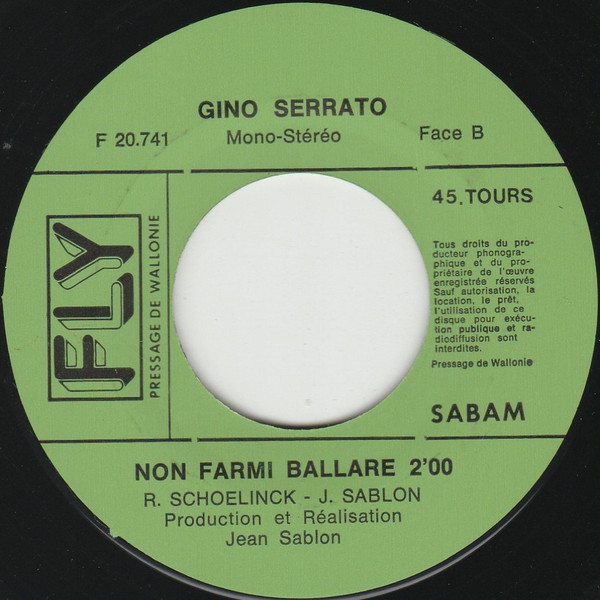 GINO SERRATO
F 20.741
Mono-Stéréo
Face B
45.TOURS
FLY
PRESSAGE DE WALLONIE
Tous droits du pro-
ducteur phonogra-
phique et du pro-
priétaire de l'œuvre
enregistrée réservés
Sauf autorisation, la
location, le prêt,
l'utilisation de ce
disque pour exécu-
tion publique et ra-
diodiffusion sont
interdites.
Pressage de Wallonie
SABAM
NON FARMI BALLARE 2'00
R. SCHOELINCK - J. SABLON
Production et Réalisation
Jean Sablon